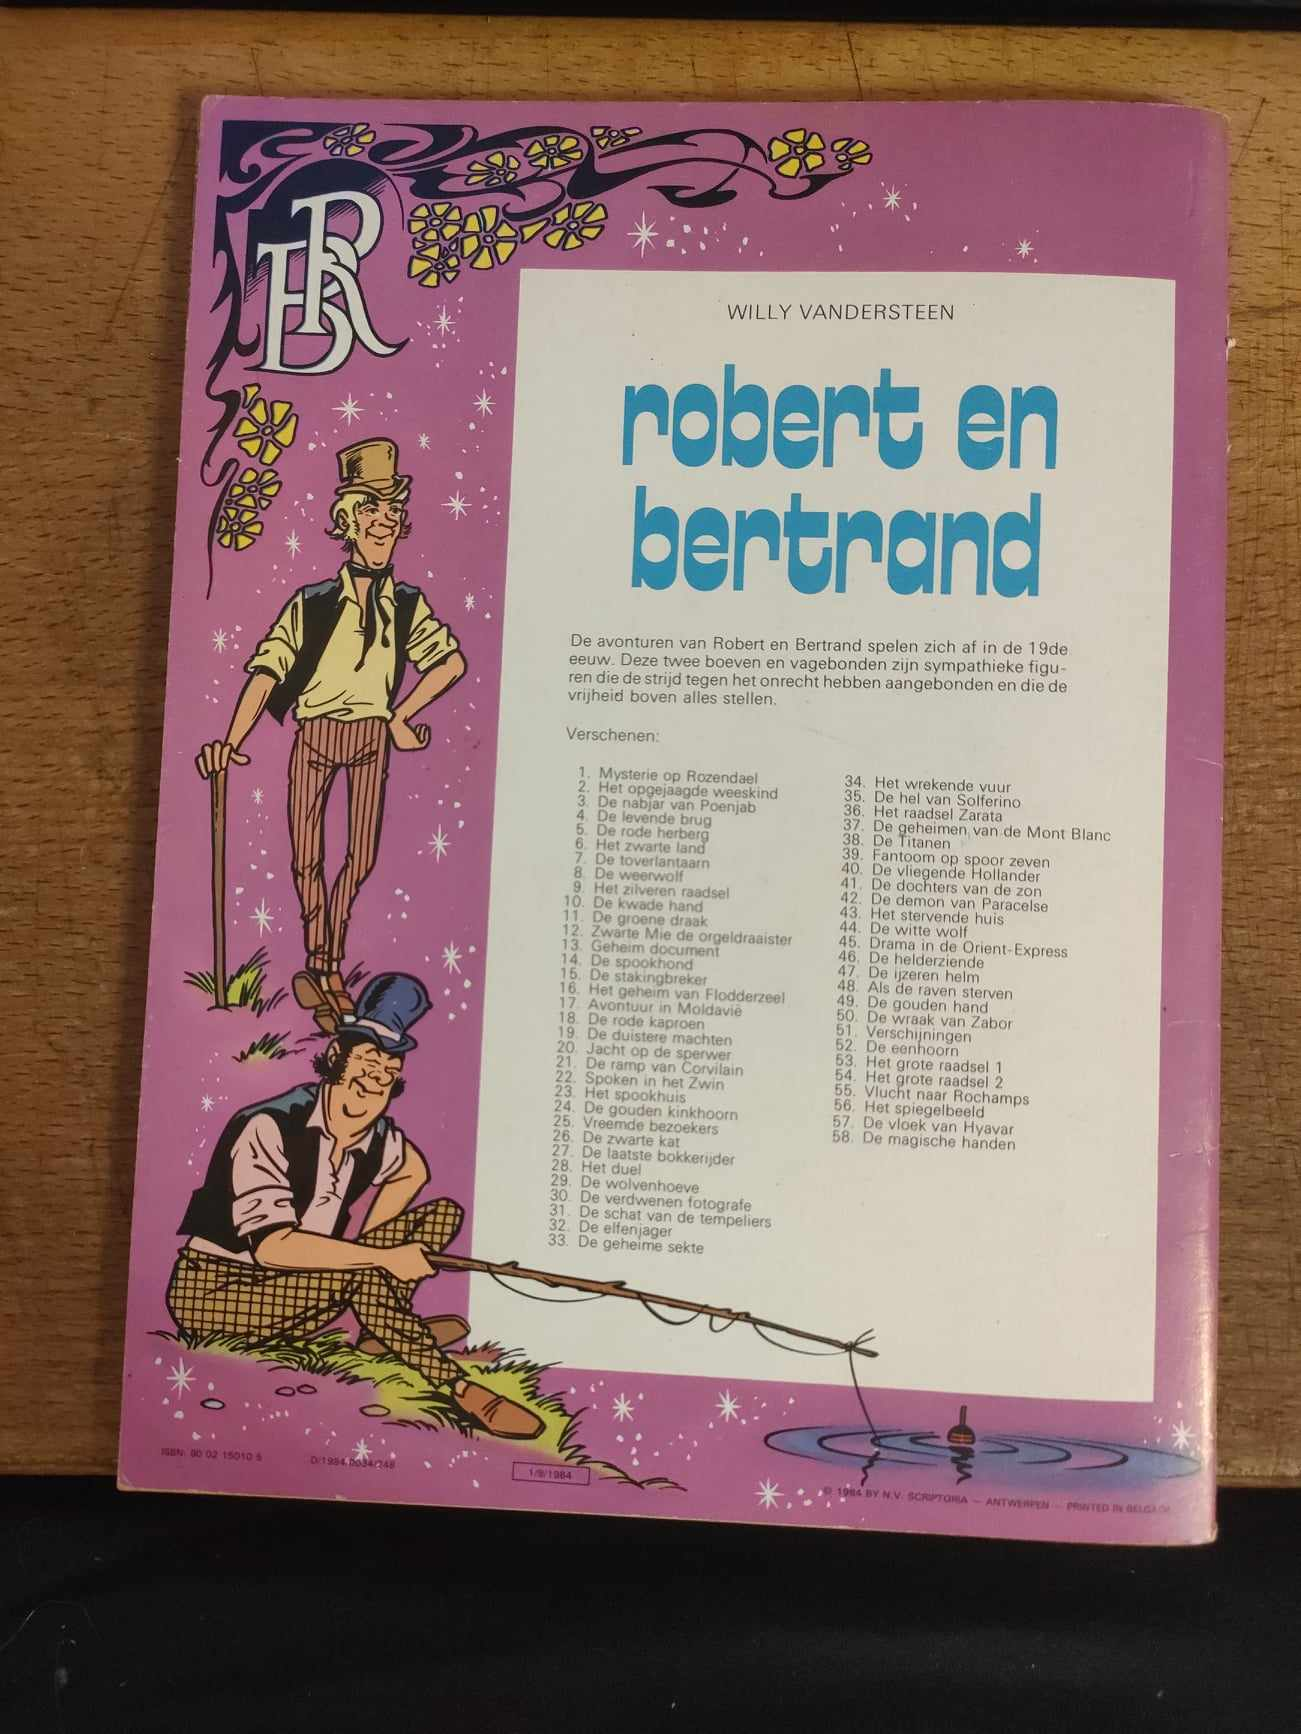 BR
WILLY VANDERSTEEN
robert en
bertrand
De avonturen van Robert en Bertrand spelen zich af in de 19de
eeuw. Deze twee boeven en vagebonden zijn sympathieke figu-
ren die de strijd tegen het onrecht hebben aangebonden en die de
vrijheid boven alles stellen.
Verschenen:
1. Mysterie op Rozendael
2. Het opgejaagde weeskind
3. De nabjar van Poenjab
4. De levende brug
5. De rode herberg
6. Het zwarte land
7. De toverlantaarn
8. De weerwolf
9. Het zilveren raadsel
10. De kwade hand
11. De groene draak
12. Zwarte Mie de orgeldraaister
13. Geheim document
14. De spookhond
15. De stakingbreker
16. Het geheim van Flodderzeel
17. Avontuur in Moldavië
18. De rode kaproen
19. De duistere machten
20. Jacht op de sperwer
21. De ramp van Corvilain
22. Spoken in het Zwin
23. Het spookhuis
24. De gouden kinkhoorn
25. Vreemde bezoekers
26. De zwarte kat
27. De laatste bokkerijder
28. Het duel
29. De wolvenhoeve
30. De verdwenen fotografe
31. De schat van de tempeliers
32. De elfenjager
33. De geheime sekte
34. Het wrekende vuur
35. De hel van Solferino
36. Het raadsel Zarata
37. De geheimen van de Mont Blanc
38. De Titanen
39. Fantoom op spoor zeven
40. De vliegende Hollander
41. De dochters van de zon
42. De demon van Paracelse
43. Het stervende huis
44. De witte wolf
45. Drama in de Orient-Express
46. De helderziende
47. De ijzeren helm
48. Als de raven sterven
49. De gouden hand
50. De wraak van Zabor
51. Verschijningen
52. De eenhoorn
53. Het grote raadsel 1
54. Het grote raadsel 2
55. Vlucht naar Rochamps
56. Het spiegelbeeld
57. De vloek van Hyavar
58. De magische handen
ISBN: 90 02 15010 5
D/1984/0034/248
1/9/1984
© 1984 BY N.V. SCRIPTORIA – ANTWERPEN – PRINTED IN BELGIUM